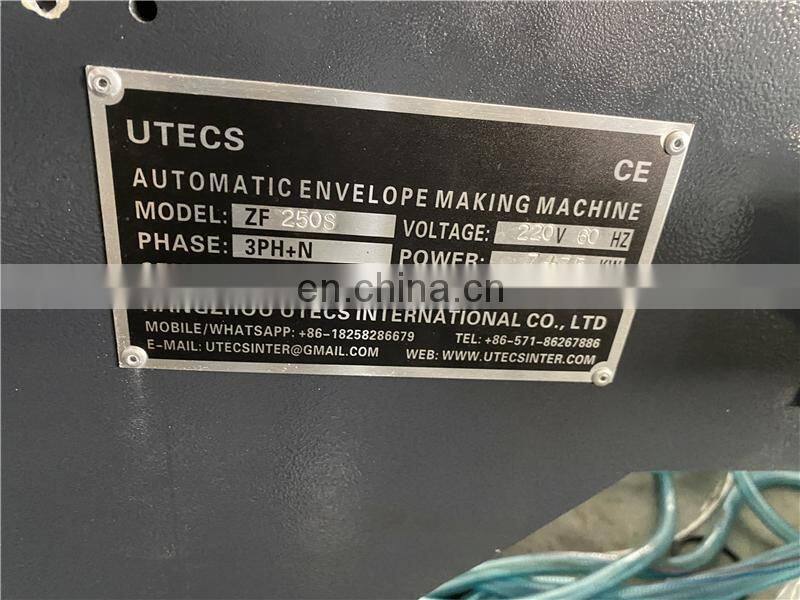 UTECS
CE
AUTOMATIC ENVELOPE MAKING MACHINE
MODEL: ZF 250S VOLTAGE: 220V 60 HZ
PHASE: 3PH+N POWER: KW
en.china.cn
HANGZHOU UTECS INTERNATIONAL CO., LTD
MOBILE/WHATSAPP: +86-18258286679 TEL: +86-571-86267886
E-MAIL: UTECSINTER@GMAIL.COM WEB: WWW.UTECSINTER.COM